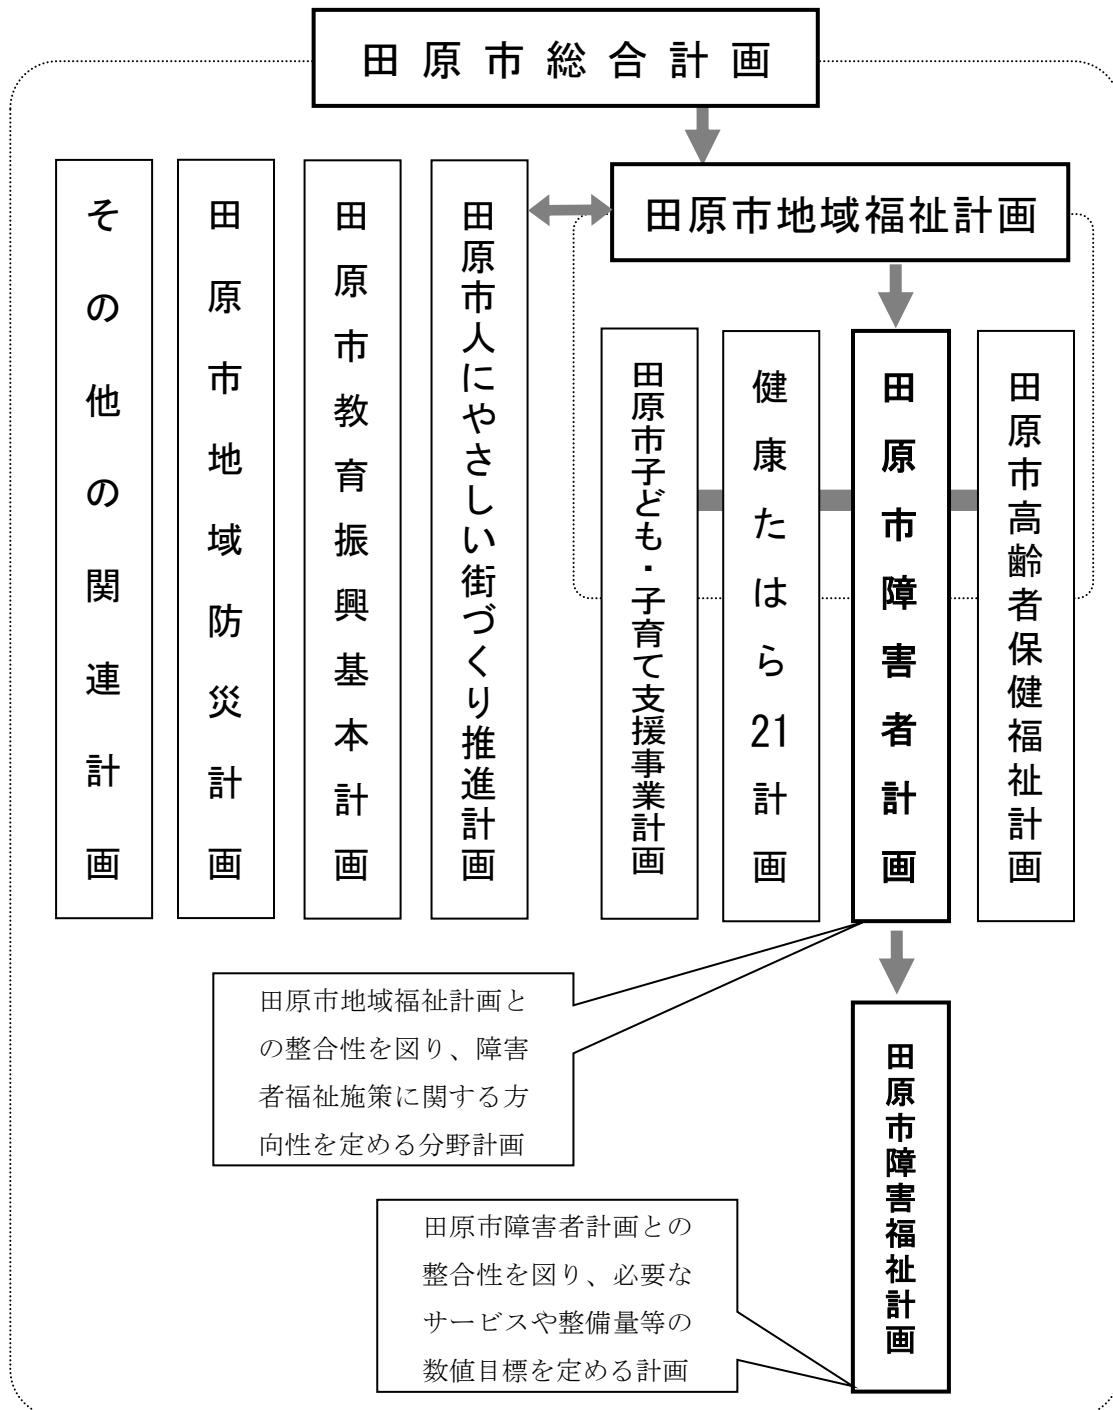 田原市総合計画
田原市地域福祉計画
その他の関連計画
田原市地域防災計画
田原市教育振興基本計画
田原市人にやさしい街づくり推進計画
田原市子ども・子育て支援事業計画
健康たはら21計画
田原市障害者計画
田原市高齢者保健福祉計画
田原市地域福祉計画と
の整合性を図り、障害
者福祉施策に関する方
向性を定める分野計画
田原市障害福祉計画
田原市障害者計画との
整合性を図り、必要な
サービスや整備量等の
数値目標を定める計画